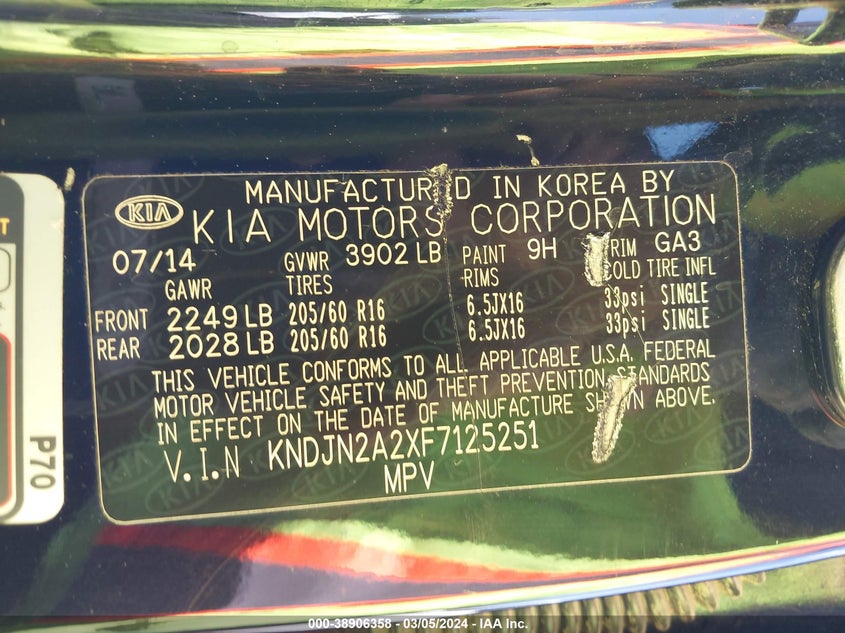 MANUFACTURED IN KOREA BY
KIA KIA MOTORS CORPORATION
07/14 GVWR 3902 LB PAINT 9H TRIM GA3
GAWR TIRES RIMS COLD TIRE INFL
FRONT 2249 LB 205/60 R16 6.5JX16 33psi SINGLE
REAR 2028 LB 205/60 R16 6.5JX16 33psi SINGLE
THIS VEHICLE CONFORMS TO ALL APPLICABLE U.S.A. FEDERAL
MOTOR VEHICLE SAFETY AND THEFT PREVENTION STANDARDS
IN EFFECT ON THE DATE OF MANUFACTURE SHOWN ABOVE.
V.I.N KNDJN2A2XF7125251
MPV
T
P70
000-38906358 - 03/05/2024 - IAA Inc.